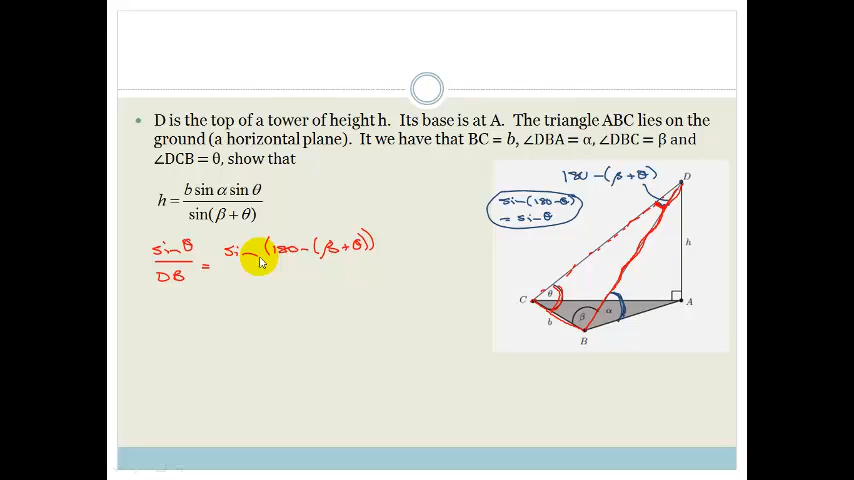 • D is the top of a tower of height h. Its base is at A. The triangle ABC lies on the
ground (a horizontal plane). It we have that BC = b, ∠DBA = α, ∠DBC = β and
∠DCB = θ, show that
h = b sin α sin θ / sin(β + θ)
sinθ / DB = sin(180-(β+θ))
180-(β+θ)
sin(180-θ)
= sinθ
D
h
C
θ
A
b
β
α
B